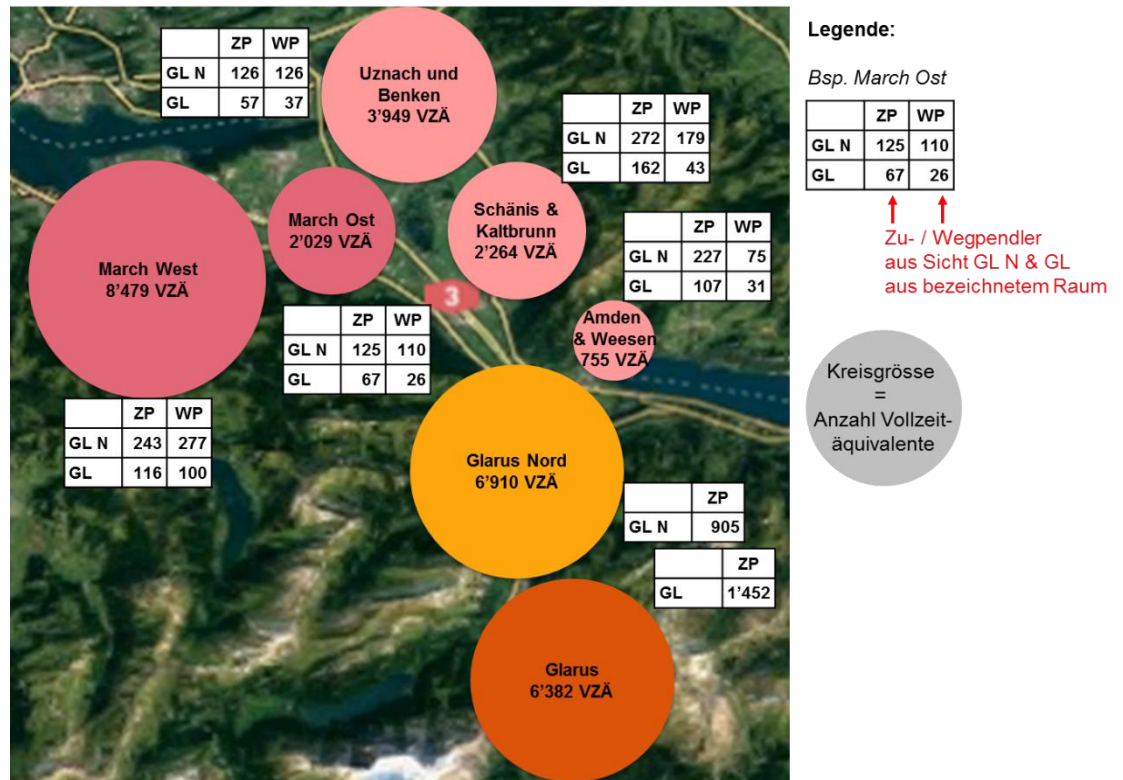 ZP WP
GL N 126 126
GL 57 37
Uznach und
Benken
3’949 VZÄ
ZP WP
GL N 272 179
GL 162 43
March West
8’479 VZÄ
March Ost
2’029 VZÄ
Schänis &
Kaltbrunn
2’264 VZÄ
ZP WP
GL N 227 75
GL 107 31
3
ZP WP
GL N 125 110
GL 67 26
Amden
& Weesen
755 VZÄ
ZP WP
GL N 243 277
GL 116 100
Glarus Nord
6’910 VZÄ
ZP
GL N 905
ZP
GL 1’452
Glarus
6’382 VZÄ
Legende:
Bsp. March Ost
ZP WP
GL N 125 110
GL 67 26
Zu- / Wegpendler
aus Sicht GL N & GL
aus bezeichnetem Raum
Kreisgrösse
=
Anzahl Vollzeit-
äquivalente